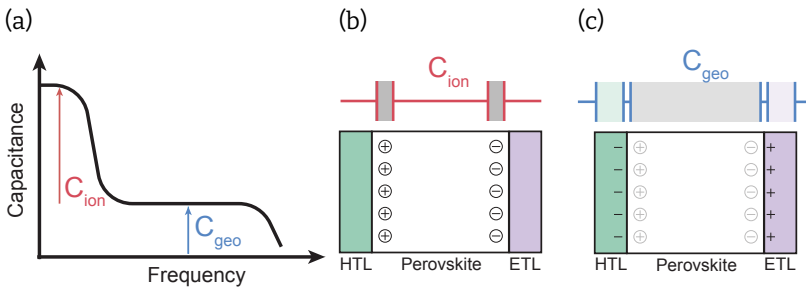 (a)
Capacitance
C_ion
C_geo
Frequency
(b)
C_ion
+ −
+ −
+ −
+ −
+ −
HTL Perovskite ETL
(c)
C_geo
− + − +
− + − +
− + − +
− + − +
− + − +
HTL Perovskite ETL